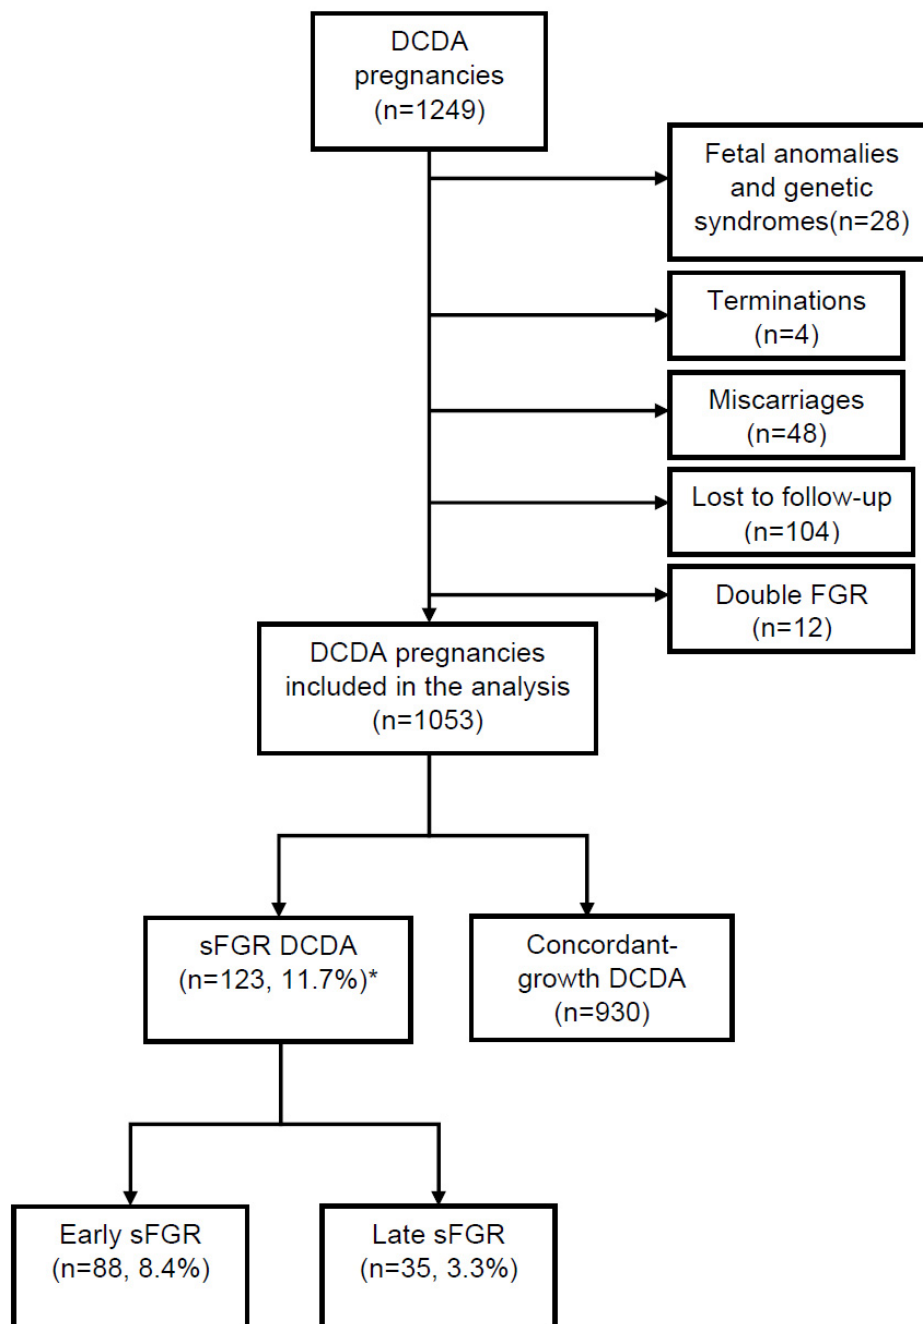 DCDA
pregnancies
(n=1249)
Fetal anomalies
and genetic
syndromes(n=28)
Terminations
(n=4)
Miscarriages
(n=48)
Lost to follow-up
(n=104)
Double FGR
(n=12)
DCDA pregnancies
included in the analysis
(n=1053)
sFGR DCDA
(n=123, 11.7%)*
Concordant-
growth DCDA
(n=930)
Early sFGR
(n=88, 8.4%)
Late sFGR
(n=35, 3.3%)